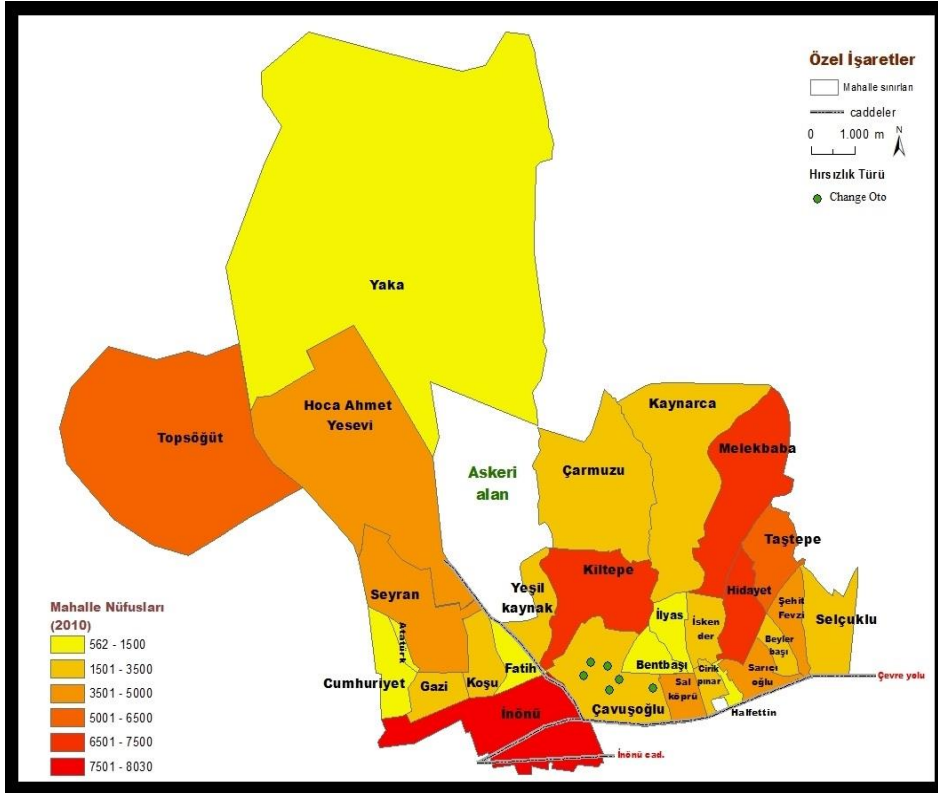 Özel İşaretler
Mahalle sınırları
caddeler
0 1.000 m N
Hırsızlık Türü
Change Oto
Yaka
Hoca Ahmet
Yesevi
Topsöğüt
Askeri
alan
Kaynarca
Melekbaba
Çarmuzu
Taştepe
Kiltepe
Hidayet
Yeşil
kaynak
Seyran
Atatürk
İlyas
İsken
der
Şehit
Fevzi
Selçuklu
Beyler
başı
Fatih
Bentbaşı
Cirik
pınar
Sarıcı
oğlu
Cumhuriyet
Gazi
Koşu
Sal
köprü
Çevre yolu
İnönü
Çavuşoğlu
Halfettin
İnönü cad.
Mahalle Nüfusları
(2010)
562 - 1500
1501 - 3500
3501 - 5000
5001 - 6500
6501 - 7500
7501 - 8030